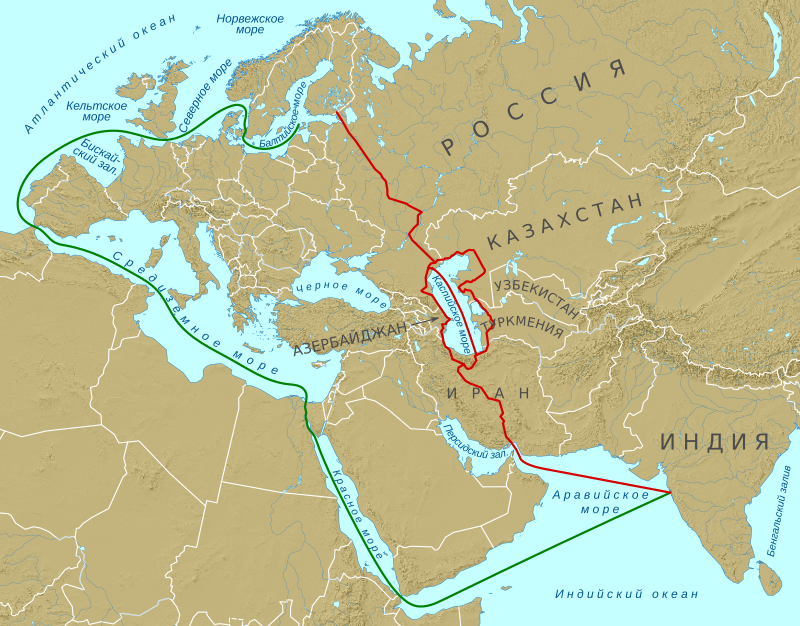 Атлантический океан
Норвежское
море
Кельтское
море
Северное море
Балтийское море
Бискай-
ский зал.
РОССИЯ
КАЗАХСТАН
Средиземное море
Черное море
Каспийское море
УЗБЕКИСТАН
ТУРКМЕНИЯ
АЗЕРБАЙДЖАН
ИРАН
Персидский зал.
ИНДИЯ
Красное море
Аравийское
море
Бенгальский залив
Индийский океан